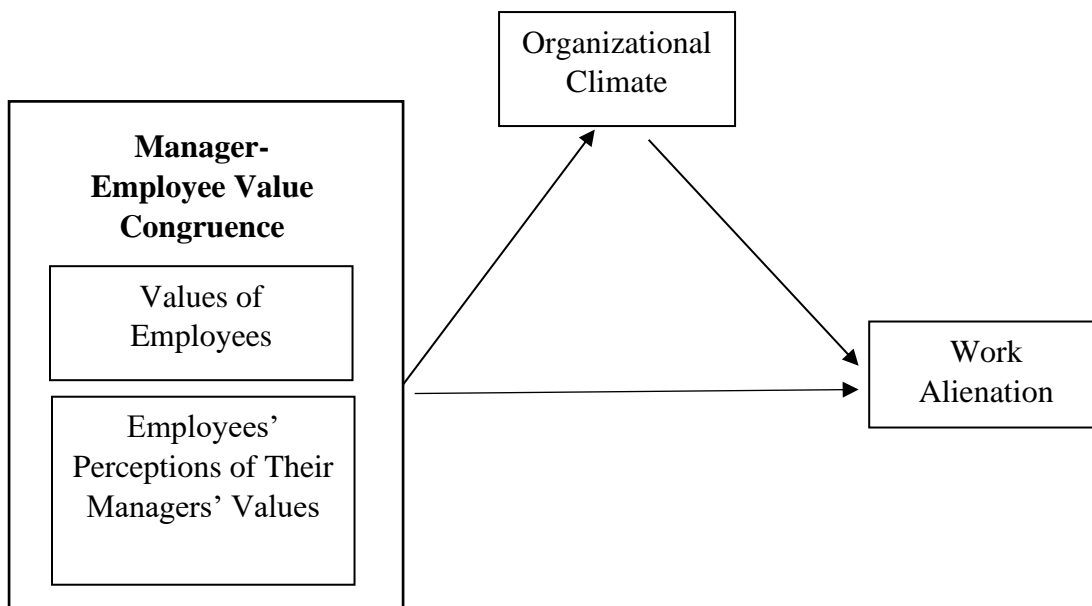 Organizational
Climate
Manager-
Employee Value
Congruence
Values of
Employees
Employees’
Perceptions of Their
Managers’ Values
Work
Alienation